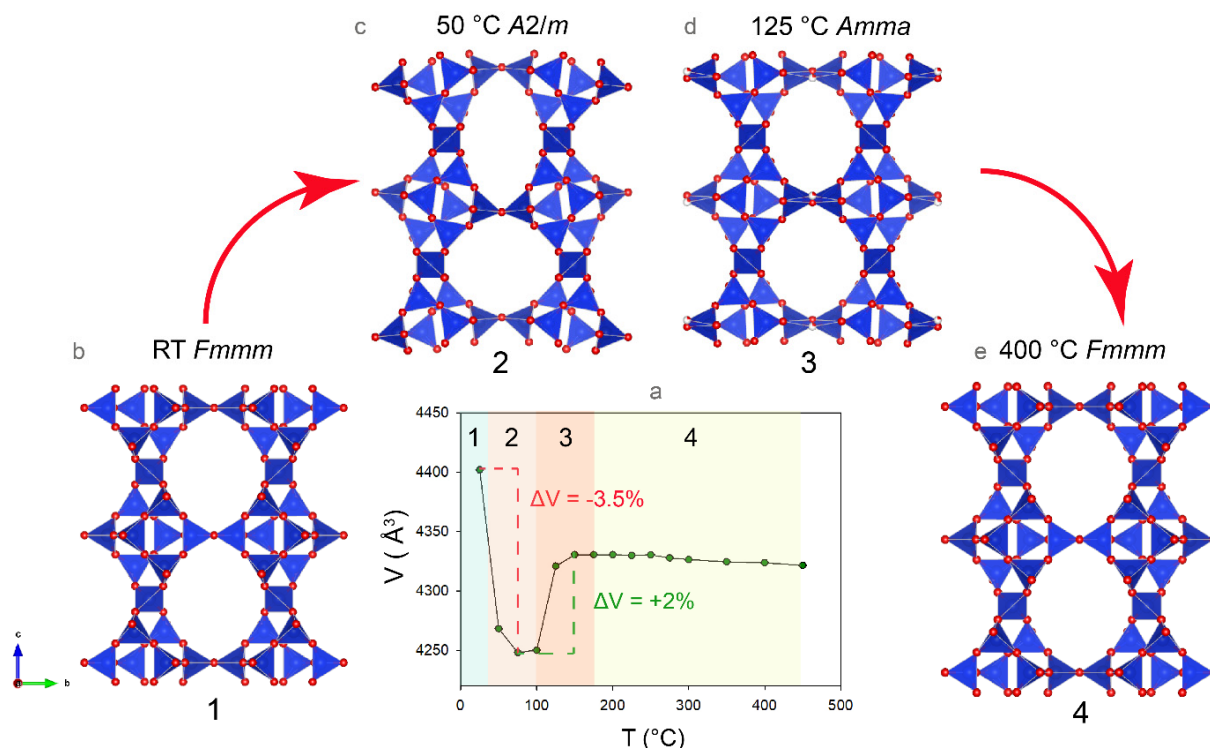 c
50 °C A2/m
d
125 °C Amma
b
RT Fmmm
2
3
e
400 °C Fmmm
a
4450
4400
4350
4300
4250
V ( Å³)
1
2
3
4
ΔV = -3.5%
ΔV = +2%
0
100
200
300
400
500
T (°C)
c
b
1
4